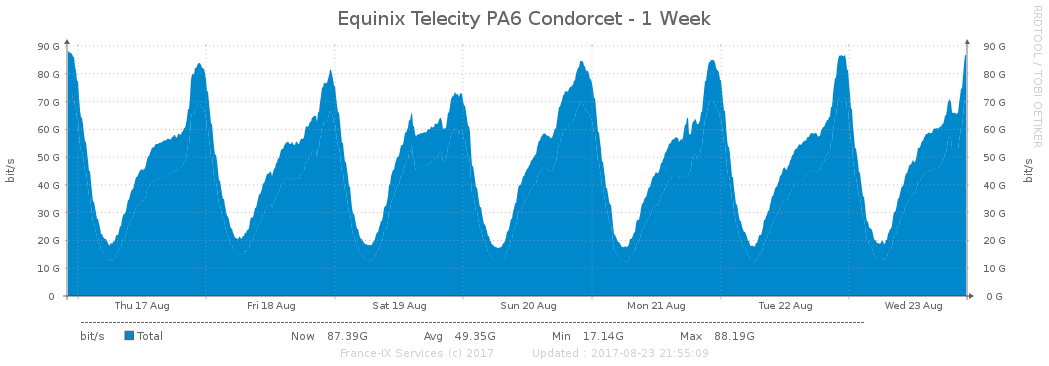 Equinix Telecity PA6 Condorcet - 1 Week
RRDTOOL / TOBI OETIKER
bit/s
90 G 90 G
80 G 80 G
70 G 70 G
60 G 60 G
50 G 50 G
40 G 40 G
30 G 30 G
20 G 20 G
10 G 10 G
0 0 G
bit/s
Thu 17 Aug Fri 18 Aug Sat 19 Aug Sun 20 Aug Mon 21 Aug Tue 22 Aug Wed 23 Aug
bit/s Total Now 87.39G Avg 49.35G Min 17.14G Max 88.19G
France-IX Services (c) 2017 Updated : 2017-08-23 21:55:09